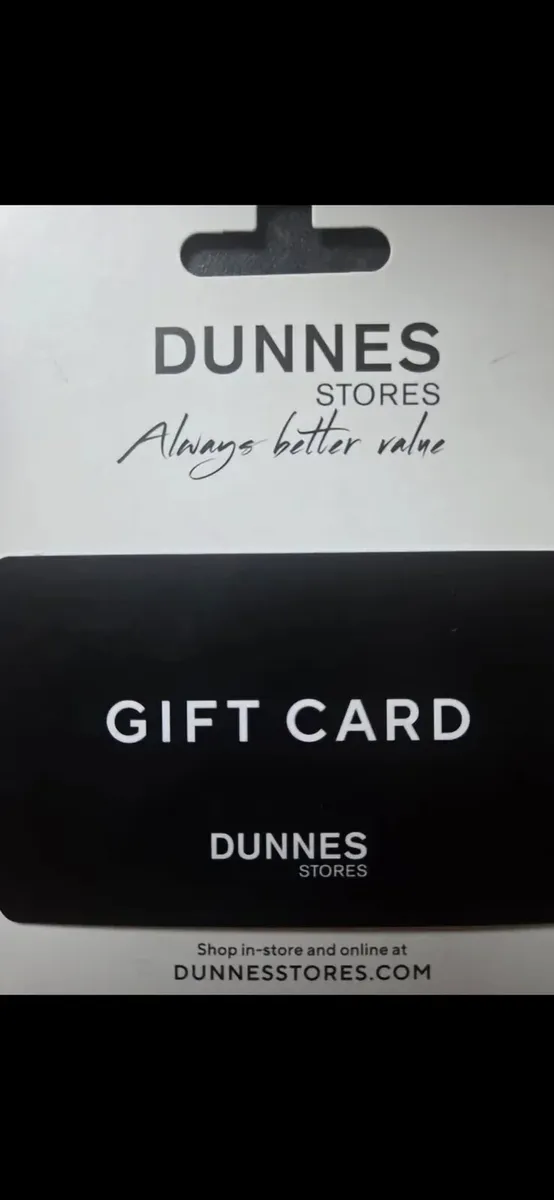 DUNNES
STORES
Always better value
GIFT CARD
DUNNES
STORES
Shop in-store and online at
DUNNESSTORES.COM